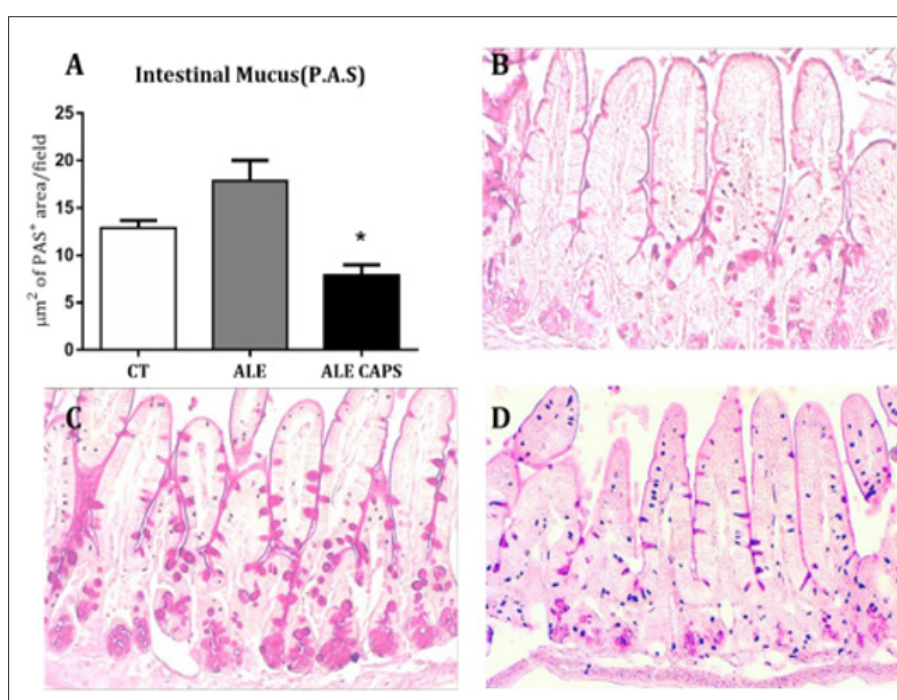 A
Intestinal Mucus(P.A.S)
μm² of PAS⁺ area/field
25
20
15
10
5
0
*
CT
ALE
ALE CAPS
B
C
D